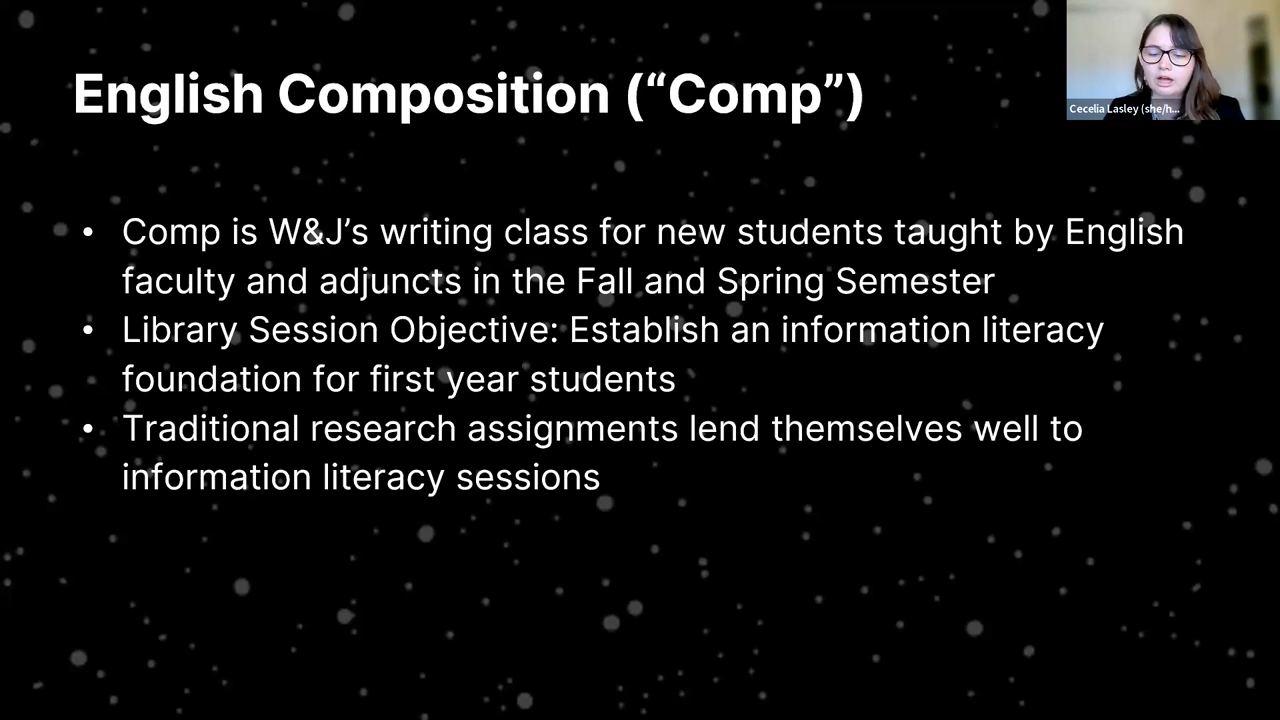 English Composition (“Comp”)
Cecelia Lasley (she/h...
• Comp is W&J’s writing class for new students taught by English
faculty and adjuncts in the Fall and Spring Semester
• Library Session Objective: Establish an information literacy
foundation for first year students
• Traditional research assignments lend themselves well to
information literacy sessions